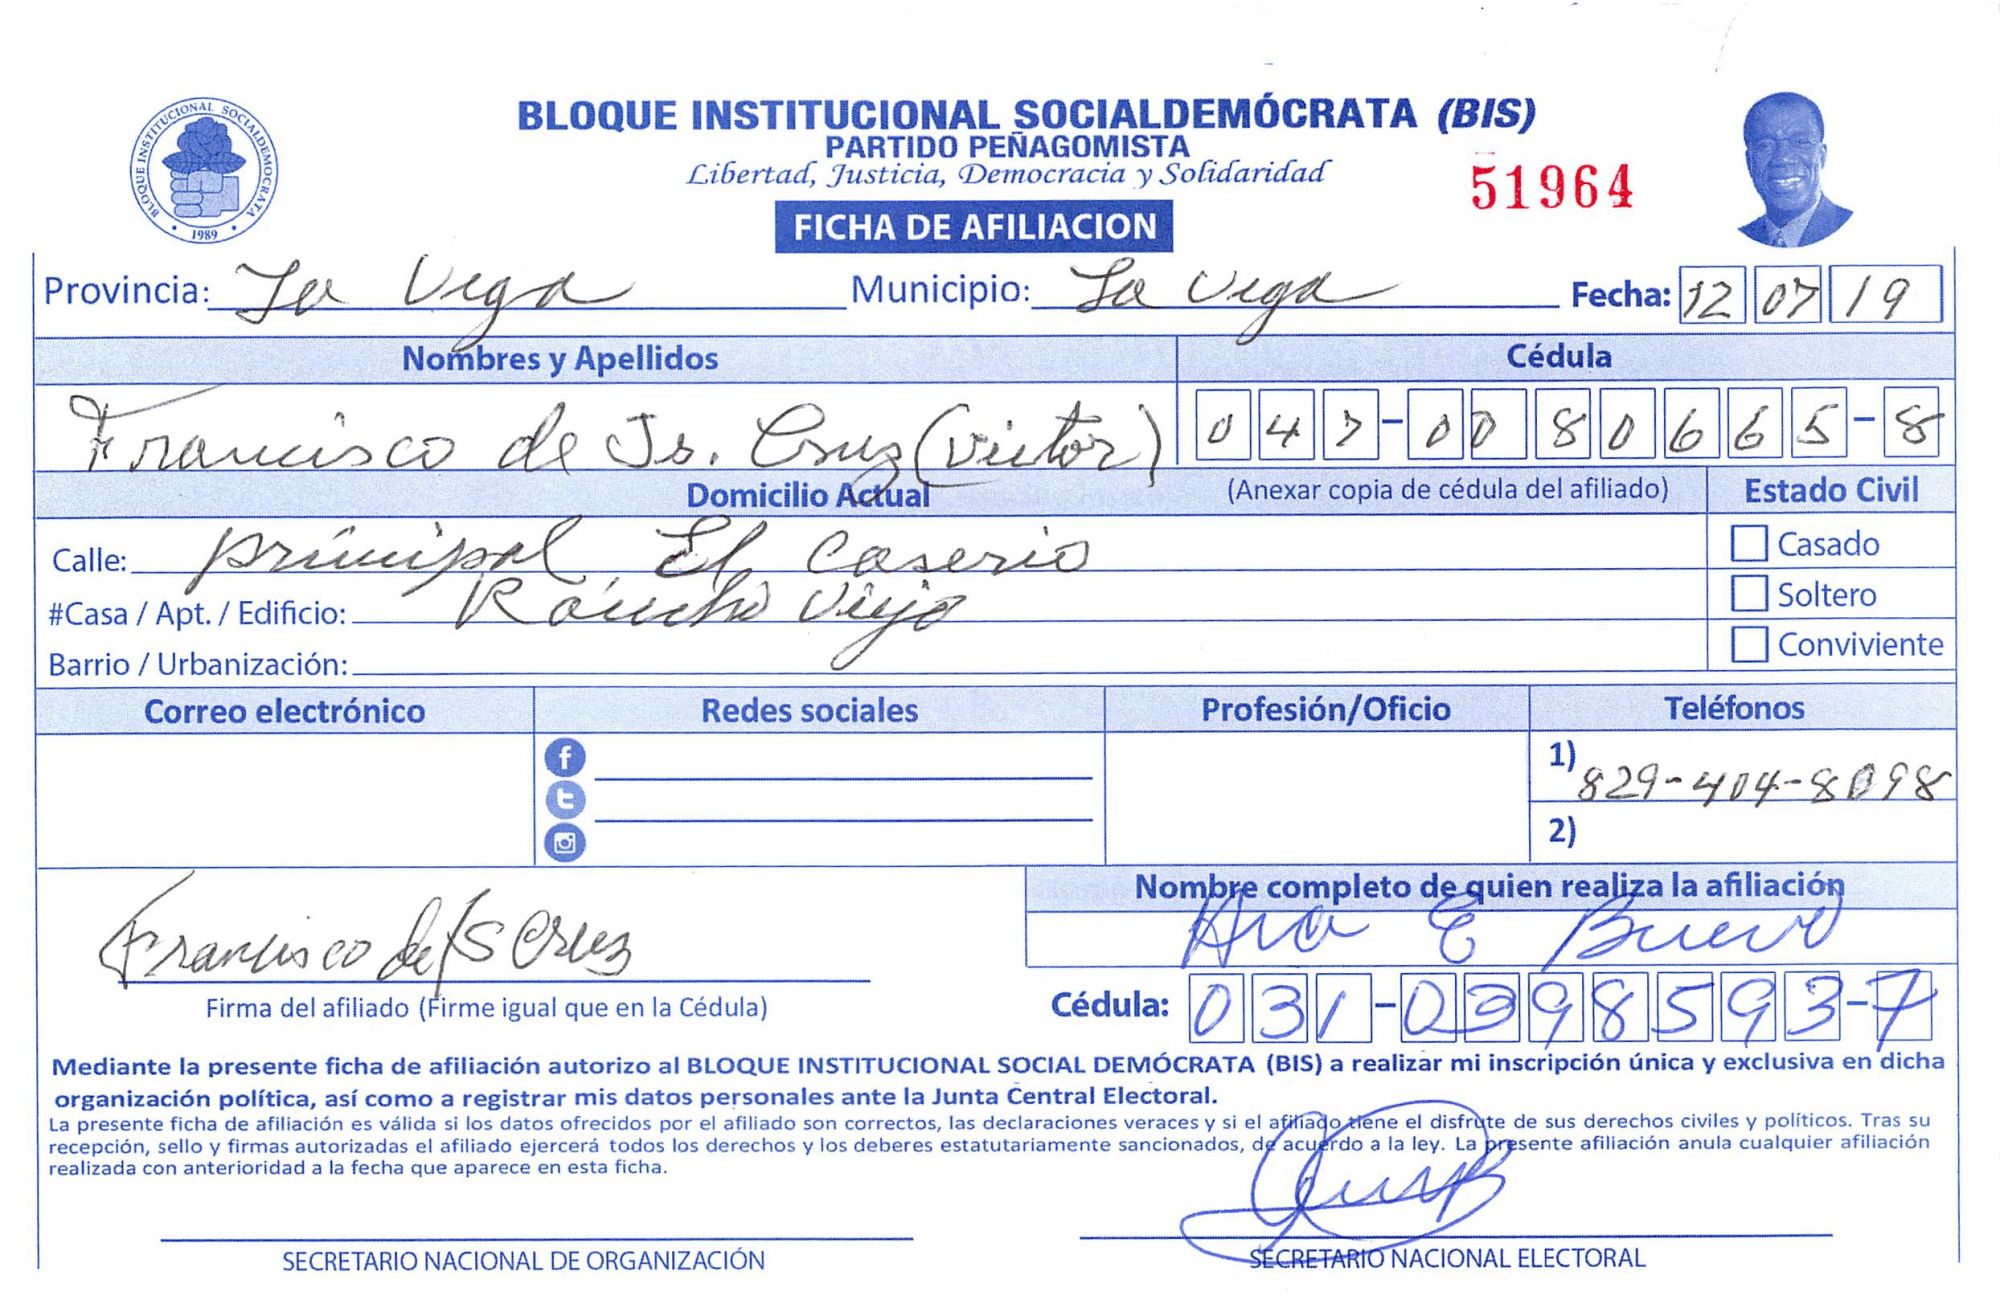 BLOQUE INSTITUCIONAL SOCIALDEMOCRATA
1989
BLOQUE INSTITUCIONAL SOCIALDEMÓCRATA (BIS)
PARTIDO PEÑAGOMISTA
Libertad, Justicia, Democracia y Solidaridad
51964
FICHA DE AFILIACION
Provincia: La Vega Municipio: La Vega Fecha: 12 07 19
Nombres y Apellidos Cédula
Francisco de Js. Cruz (Victor) 047-0080665-8
Domicilio Actual (Anexar copia de cédula del afiliado) Estado Civil
Calle: principal El Caserio Casado
#Casa / Apt. / Edificio: Rancho Viejo Soltero
Barrio / Urbanización: Conviviente
Correo electrónico Redes sociales Profesión/Oficio Teléfonos
1) 829-404-8098
2)
Nombre completo de quien realiza la afiliación
Francisco de Js Cruz Ana E Bueno
Firma del afiliado (Firme igual que en la Cédula) Cédula: 031-0398593-7
Mediante la presente ficha de afiliación autorizo al BLOQUE INSTITUCIONAL SOCIAL DEMÓCRATA (BIS) a realizar mi inscripción única y exclusiva en dicha
organización política, así como a registrar mis datos personales ante la Junta Central Electoral.
La presente ficha de afiliación es válida si los datos ofrecidos por el afiliado son correctos, las declaraciones veraces y si el afiliado tiene el disfrute de sus derechos civiles y políticos. Tras su
recepción, sello y firmas autorizadas el afiliado ejercerá todos los derechos y los deberes estatutariamente sancionados, de acuerdo a la ley. La presente afiliación anula cualquier afiliación
realizada con anterioridad a la fecha que aparece en esta ficha.
SECRETARIO NACIONAL DE ORGANIZACIÓN SECRETARIO NACIONAL ELECTORAL